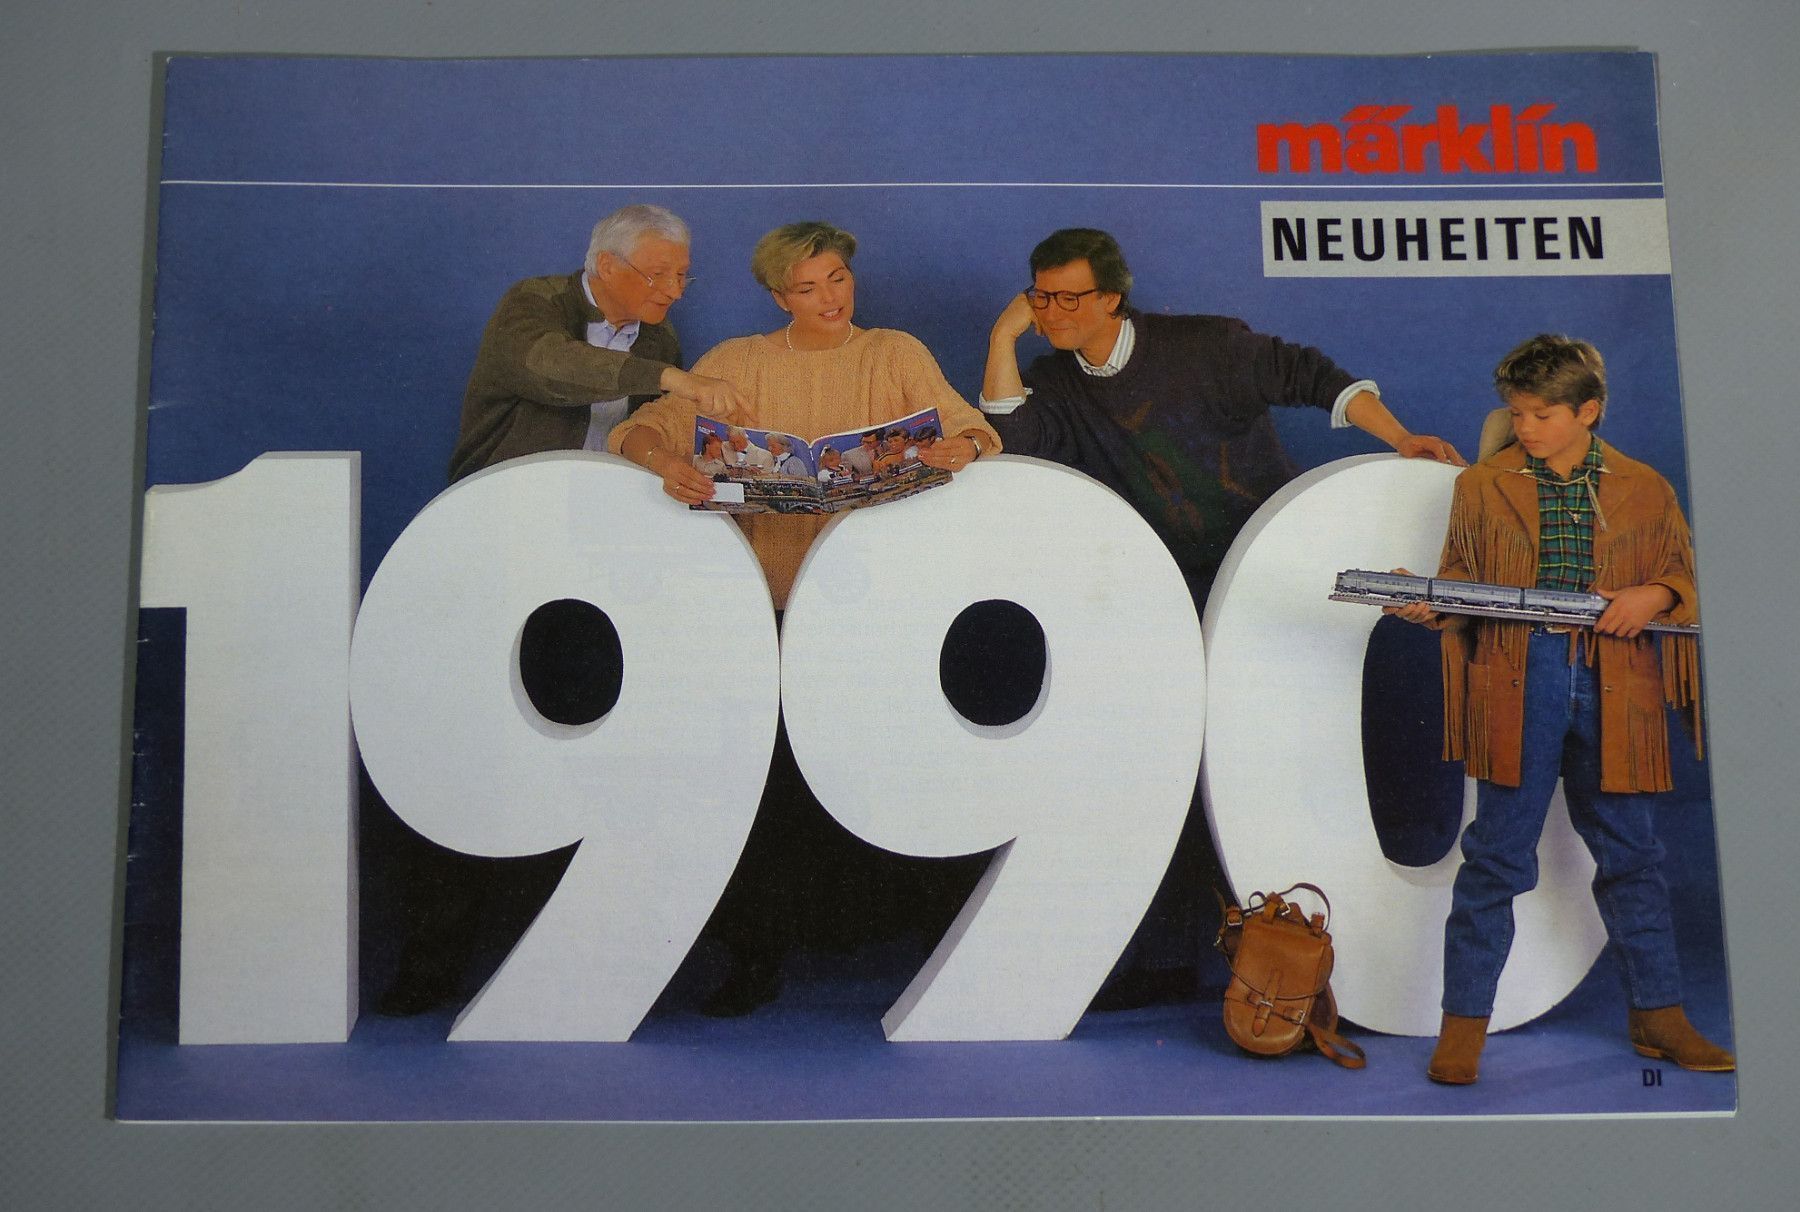 märklin
NEUHEITEN
1990
DI